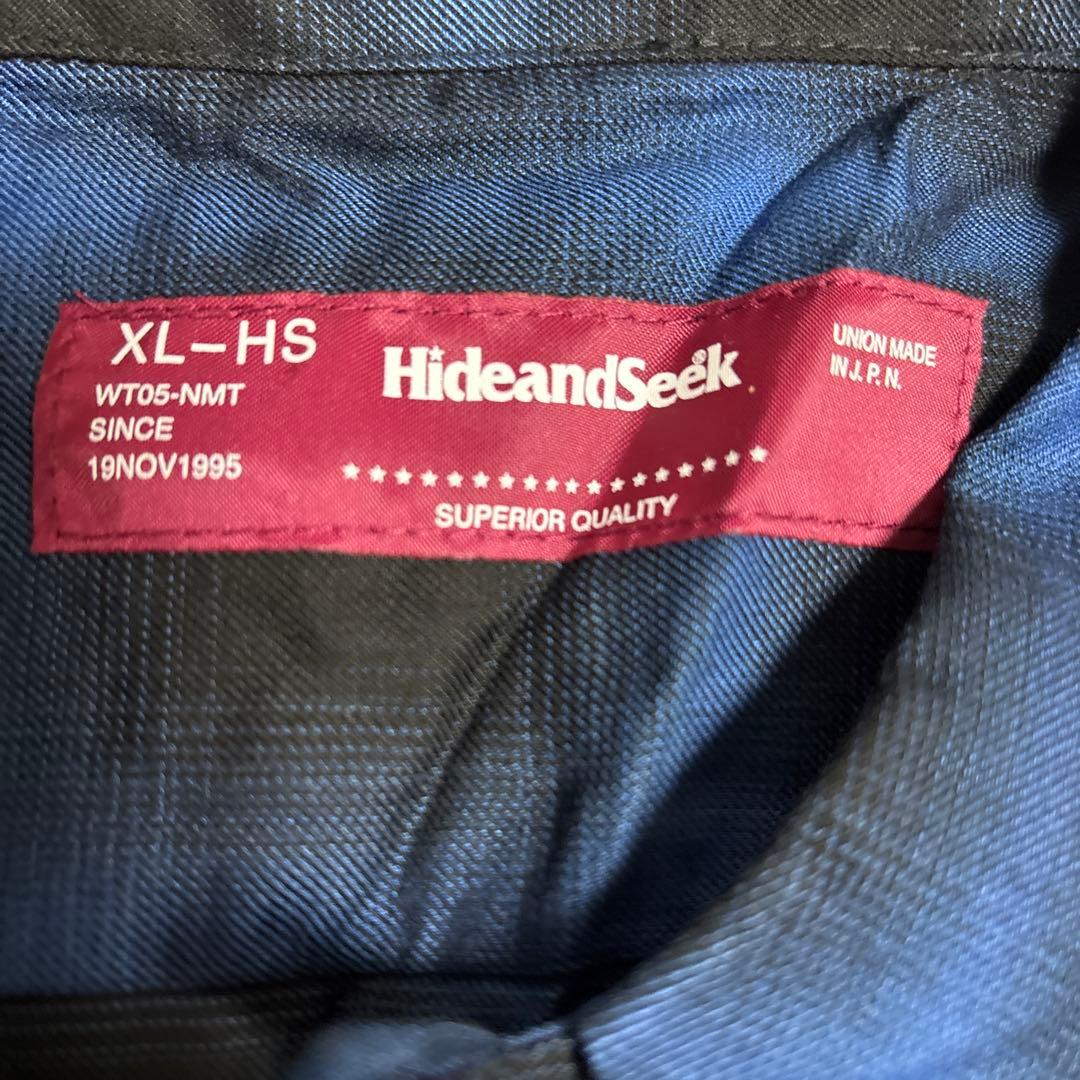 XL-HS
WT05-NMT
SINCE
19NOV1995
HideandSeek®
SUPERIOR QUALITY
UNION MADE
IN J. P. N.